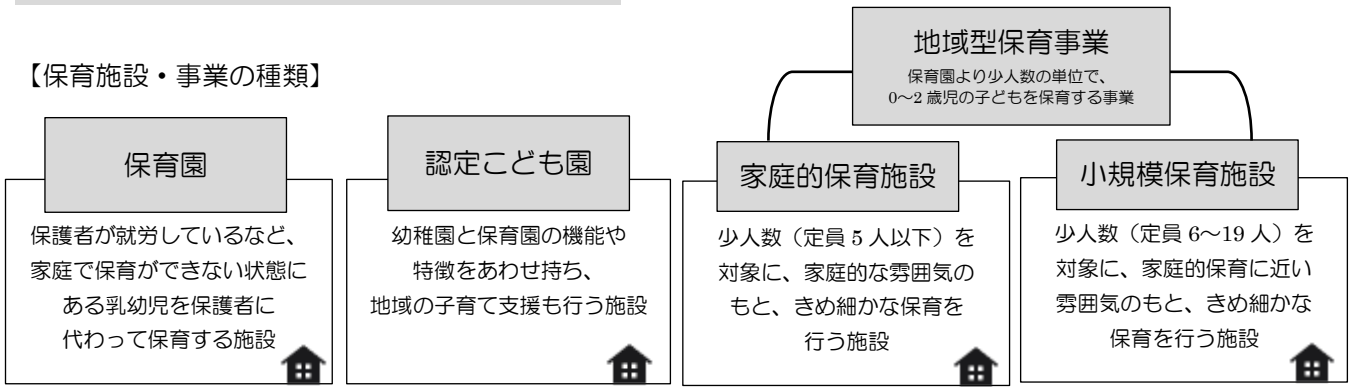 【保育施設・事業の種類】
保育園
保護者が就労しているなど、
家庭で保育ができない状態に
ある乳幼児を保護者に
代わって保育する施設
認定こども園
幼稚園と保育園の機能や
特徴をあわせ持ち、
地域の子育て支援も行う施設
地域型保育事業
保育園より少人数の単位で、
0～2 歳児の子どもを保育する事業
家庭的保育施設
少人数（定員 5 人以下）を
対象に、家庭的な雰囲気の
もと、きめ細かな保育を
行う施設
小規模保育施設
少人数（定員 6～19 人）を
対象に、家庭的保育に近い
雰囲気のもと、きめ細かな
保育を行う施設